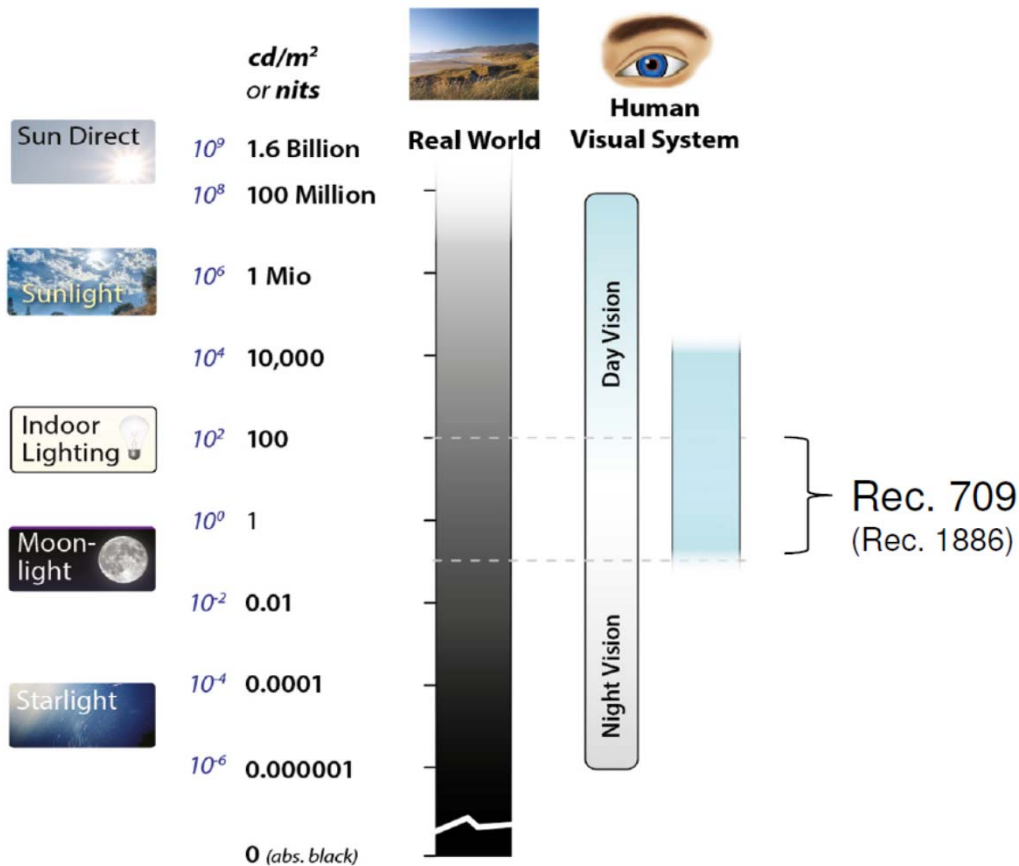 cd/m²
or nits
Real World
Human
Visual System
Sun Direct
10⁹ 1.6 Billion
10⁸ 100 Million
Sunlight
10⁶ 1 Mio
10⁴ 10,000
Indoor
Lighting
10² 100
10⁰ 1
Moon-
light
10⁻² 0.01
Starlight
10⁻⁴ 0.0001
10⁻⁶ 0.000001
0 (abs. black)
Day Vision
Night Vision
Rec. 709
(Rec. 1886)